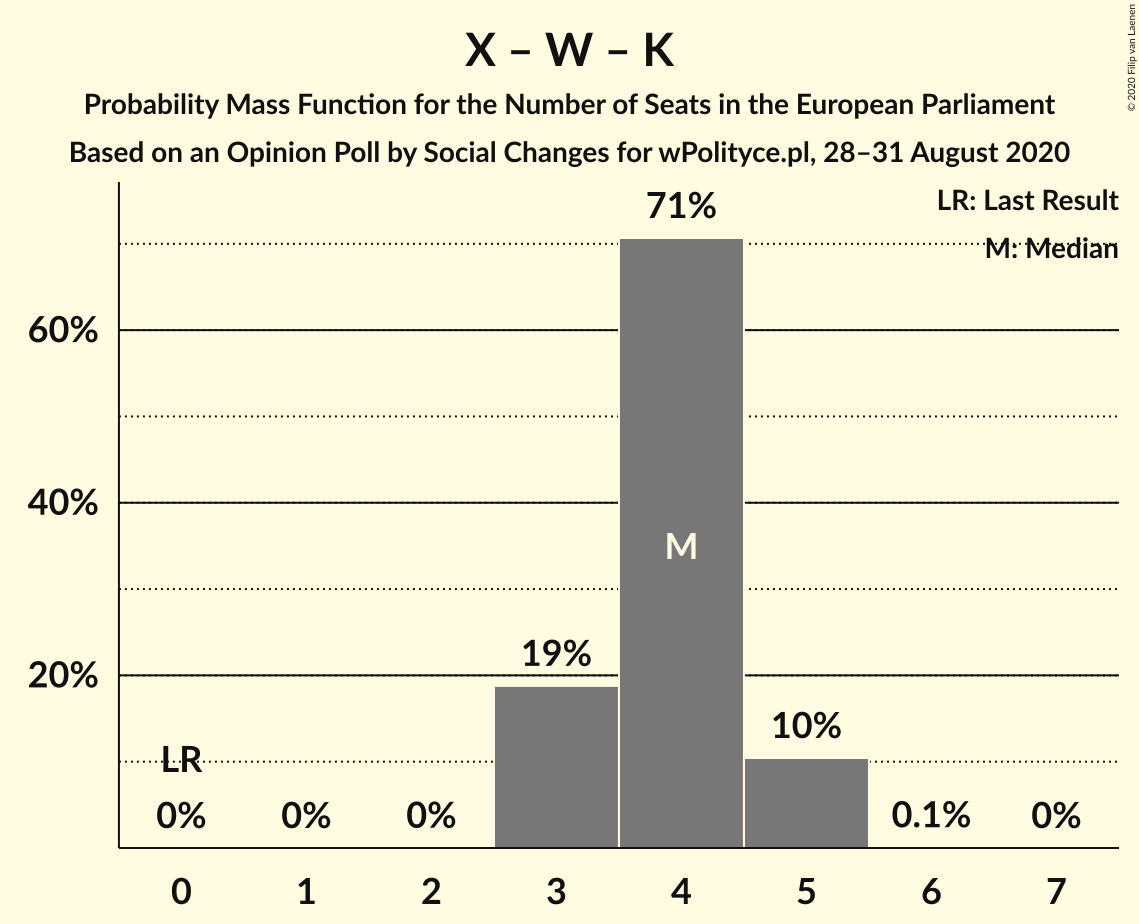 X – W – K
Probability Mass Function for the Number of Seats in the European Parliament
Based on an Opinion Poll by Social Changes for wPolityce.pl, 28–31 August 2020
© 2020 Filip van Laenen
LR: Last Result
M: Median
71%
60%
40%
M
19%
20%
10%
LR
0%
0%
0%
0.1%
0%
0
1
2
3
4
5
6
7